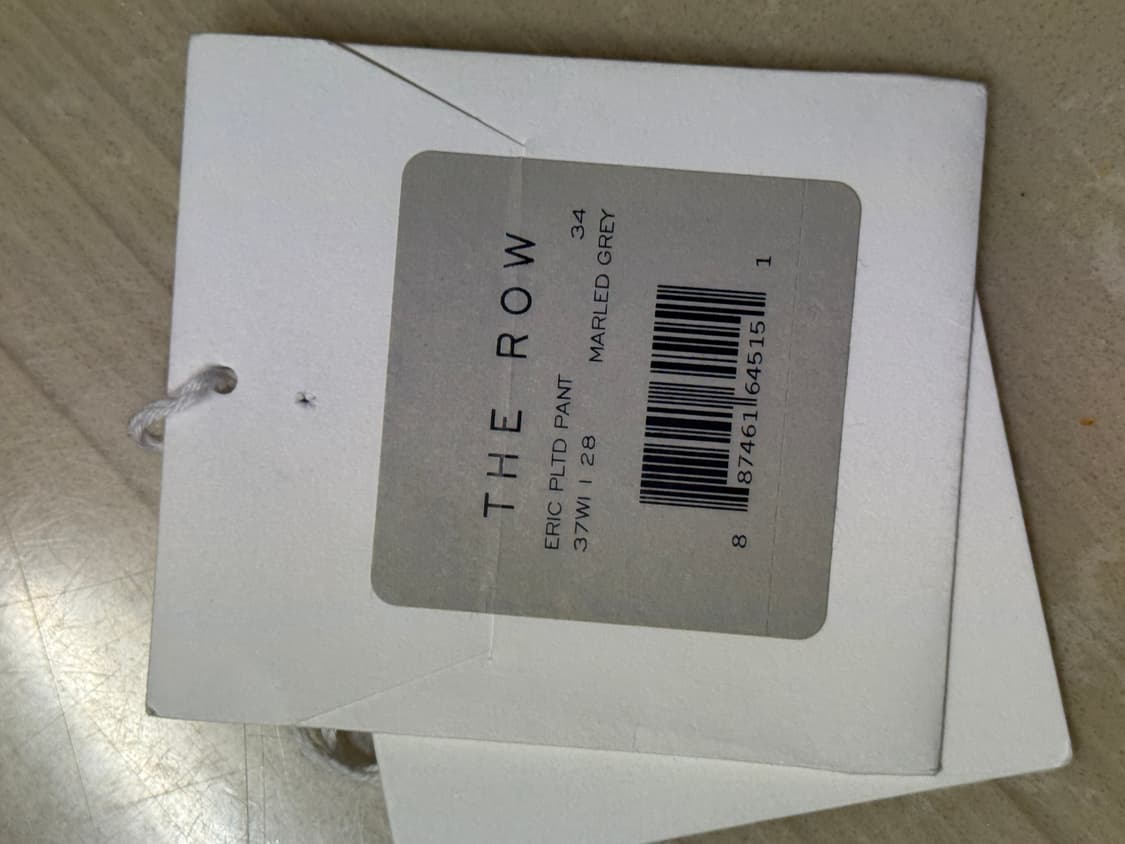 THE ROW
ERIC PLTD PANT 34
37WI I 28 MARLED GREY
8 87461 64515 1